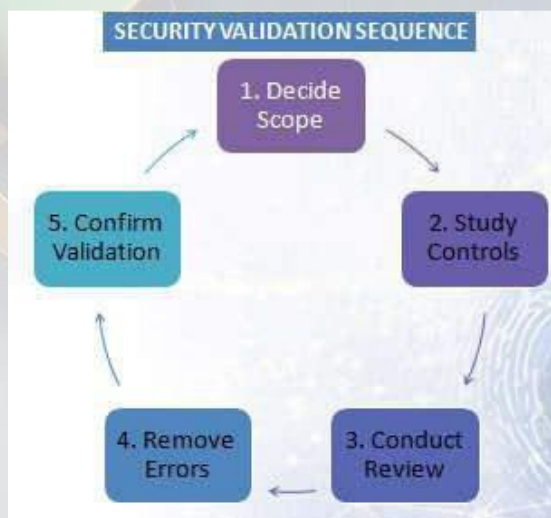 SECURITY VALIDATION SEQUENCE
1. Decide
Scope
2. Study
Controls
3. Conduct
Review
4. Remove
Errors
5. Confirm
Validation